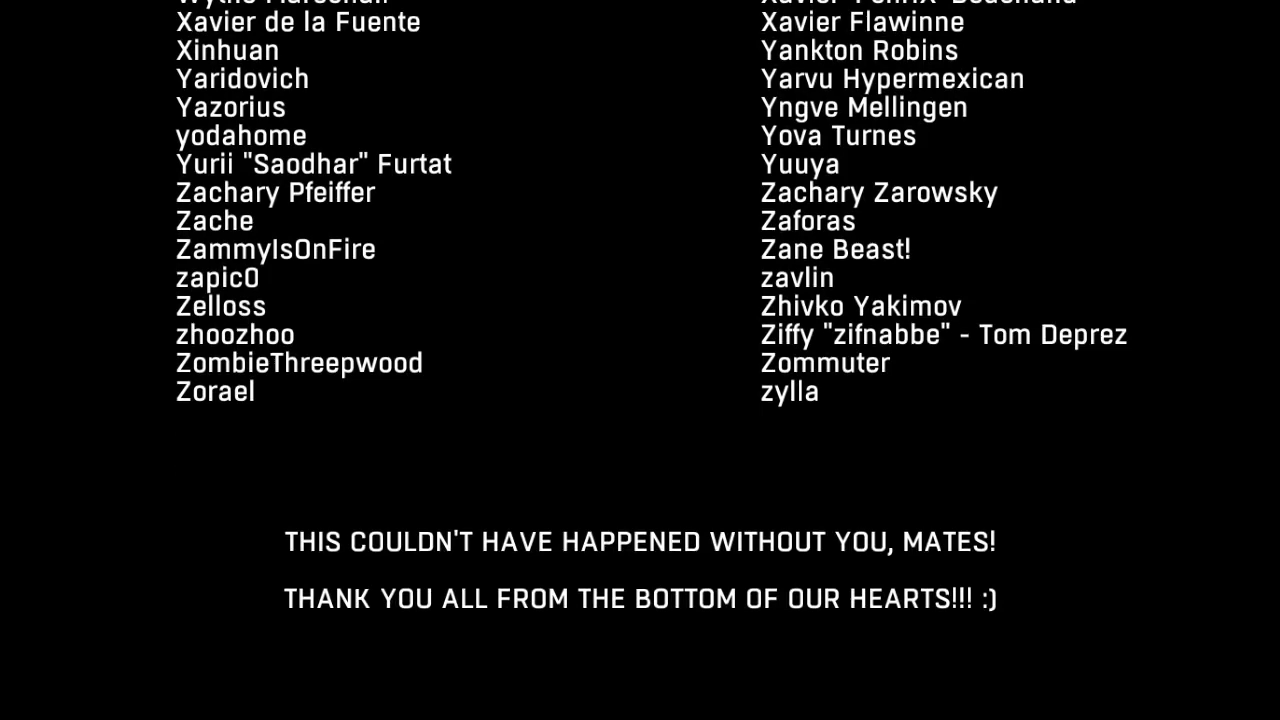 Xavier de la Fuente
Xavier Flawinne
Xinhuan
Yankton Robins
Yaridovich
Yarvu Hypermexican
Yazorius
Yngve Mellingen
yodahome
Yova Turnes
Yurii "Saodhar" Furtat
Yuuya
Zachary Pfeiffer
Zachary Zarowsky
Zache
Zaforas
ZammyIsOnFire
Zane Beast!
zapic0
zavlin
Zelloss
Zhivko Yakimov
zhoozhoo
Ziffy "zifnabbe" - Tom Deprez
ZombieThreepwood
Zommuter
Zorael
zylla
THIS COULDN'T HAVE HAPPENED WITHOUT YOU, MATES!
THANK YOU ALL FROM THE BOTTOM OF OUR HEARTS!!! :)